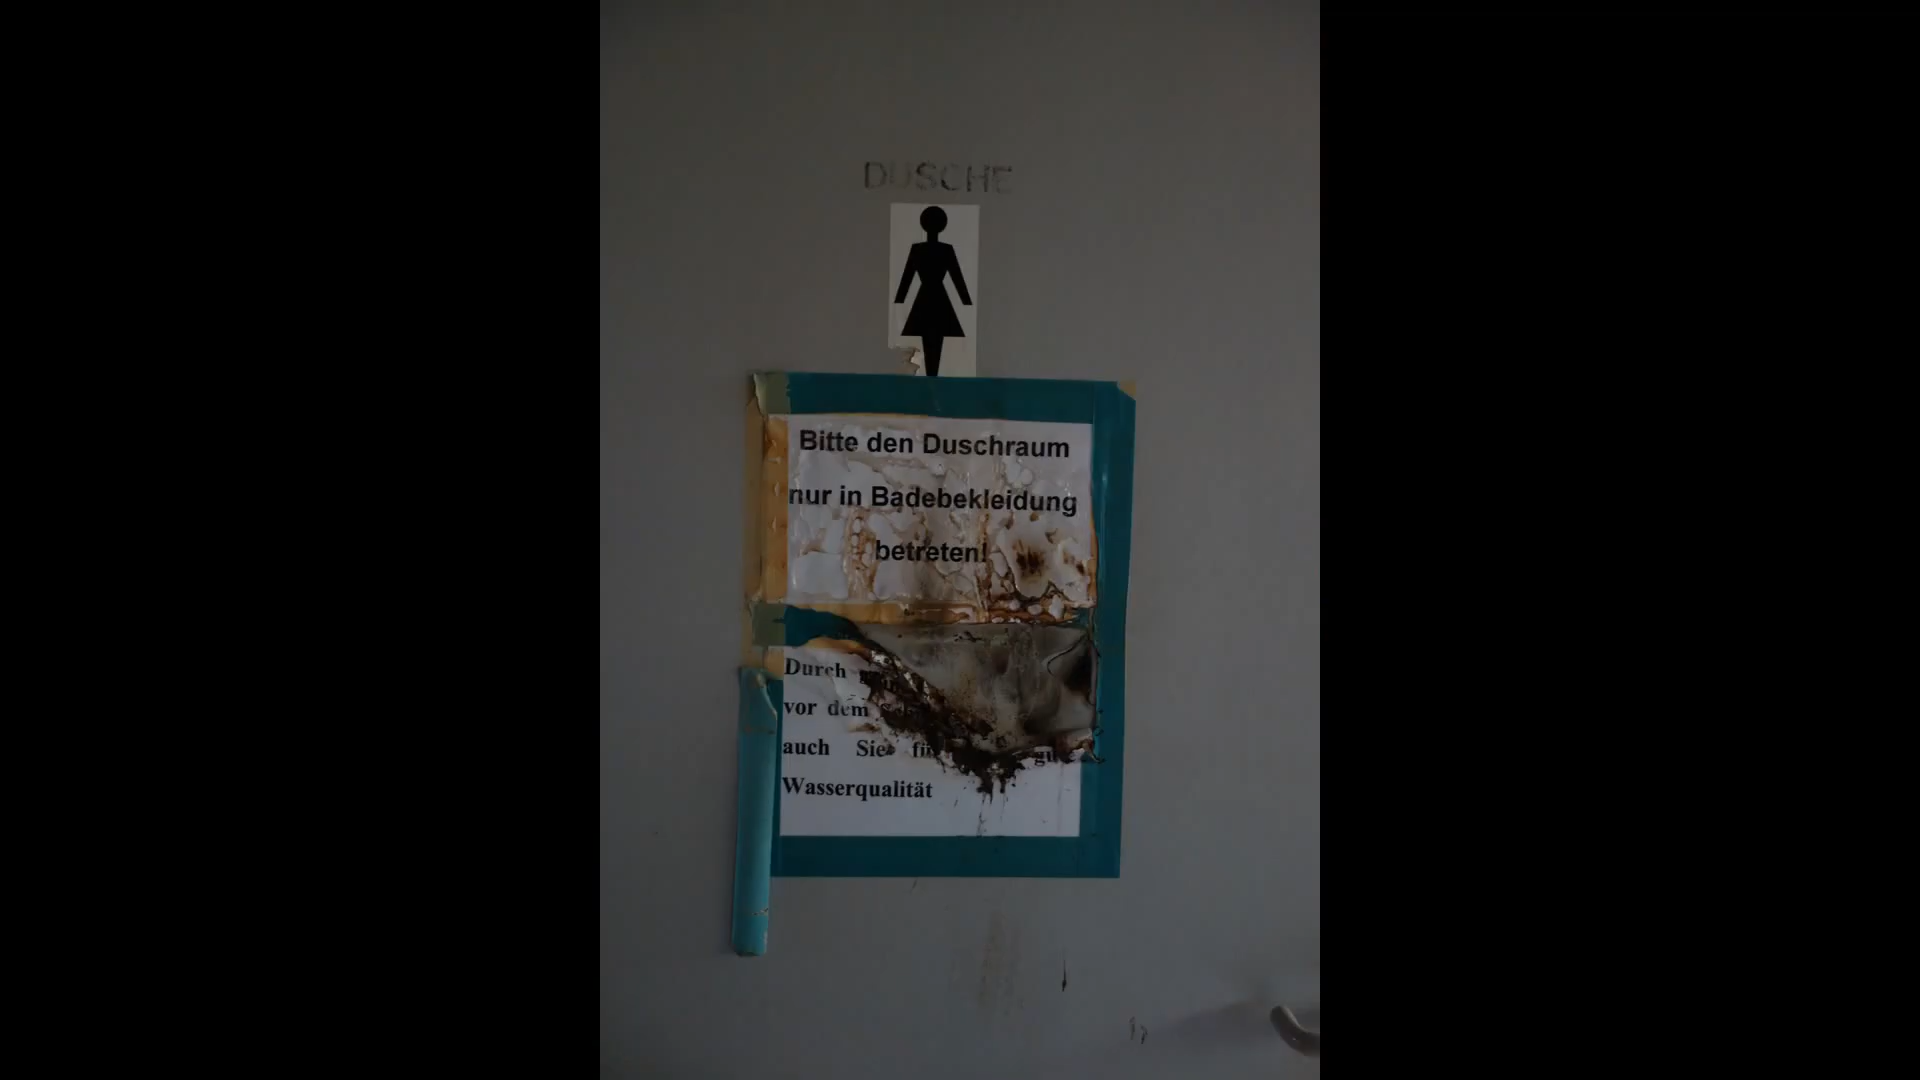 DUSCHE
Bitte den Duschraum
nur in Badebekleidung
betreten!
Durch
vor dem
auch Sie
Wasserqualität